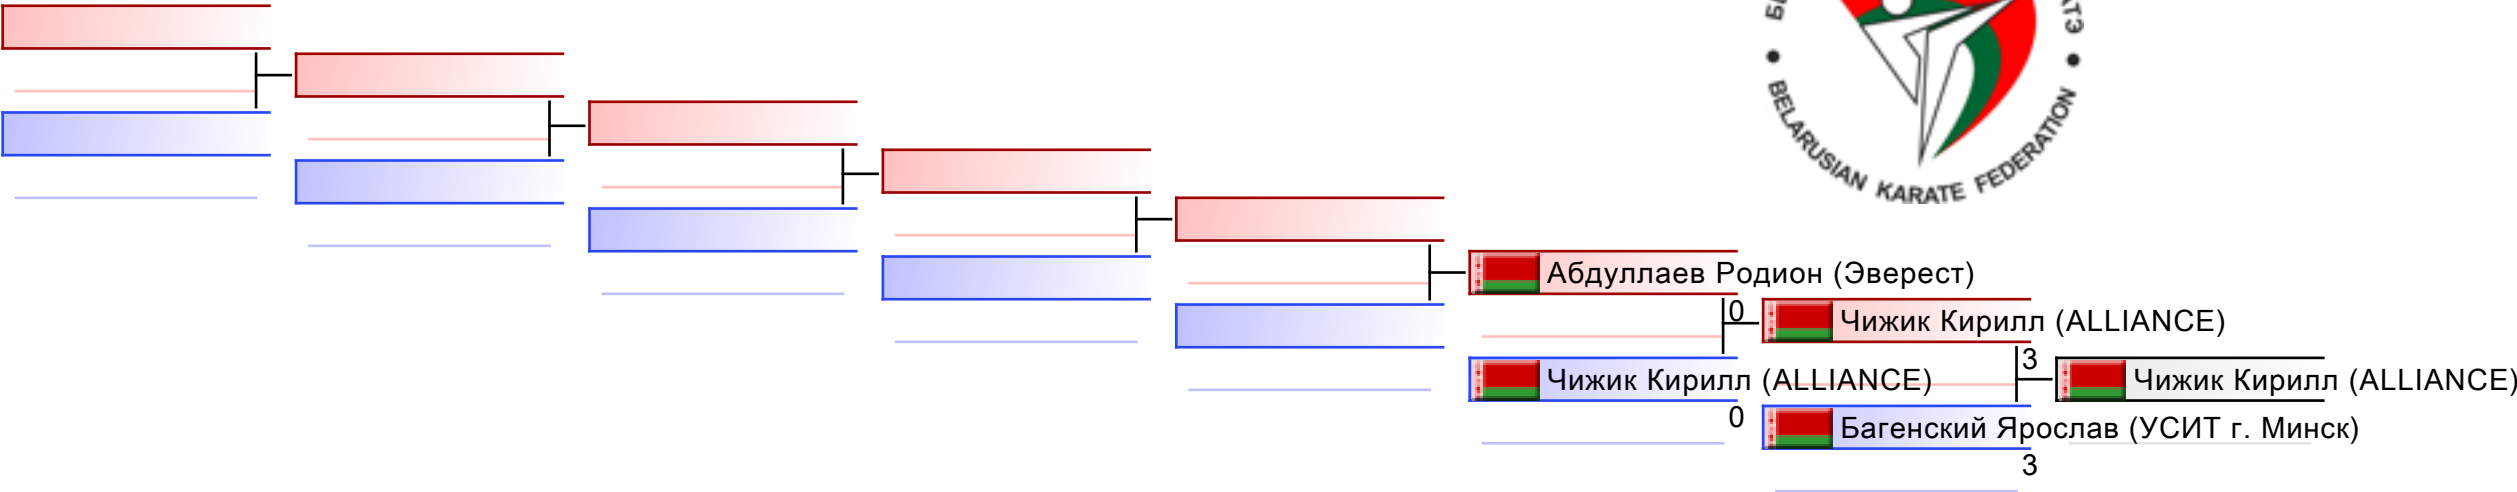 BELARUSIAN KARATE FEDERATION
Абдуллаев Родион (Эверест)
0
Чижик Кирилл (ALLIANCE)
Чижик Кирилл (ALLIANCE)
0
3
Чижик Кирилл (ALLIANCE)
Багенский Ярослав (УСИТ г. Минск)
3